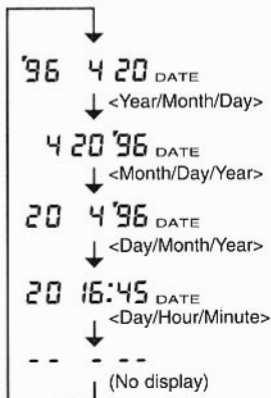 '96 4 20 DATE
<Year/Month/Day>
4 20 '96 DATE
<Month/Day/Year>
20 4 '96 DATE
<Day/Month/Year>
20 16:45 DATE
<Day/Hour/Minute>
-- - --
(No display)